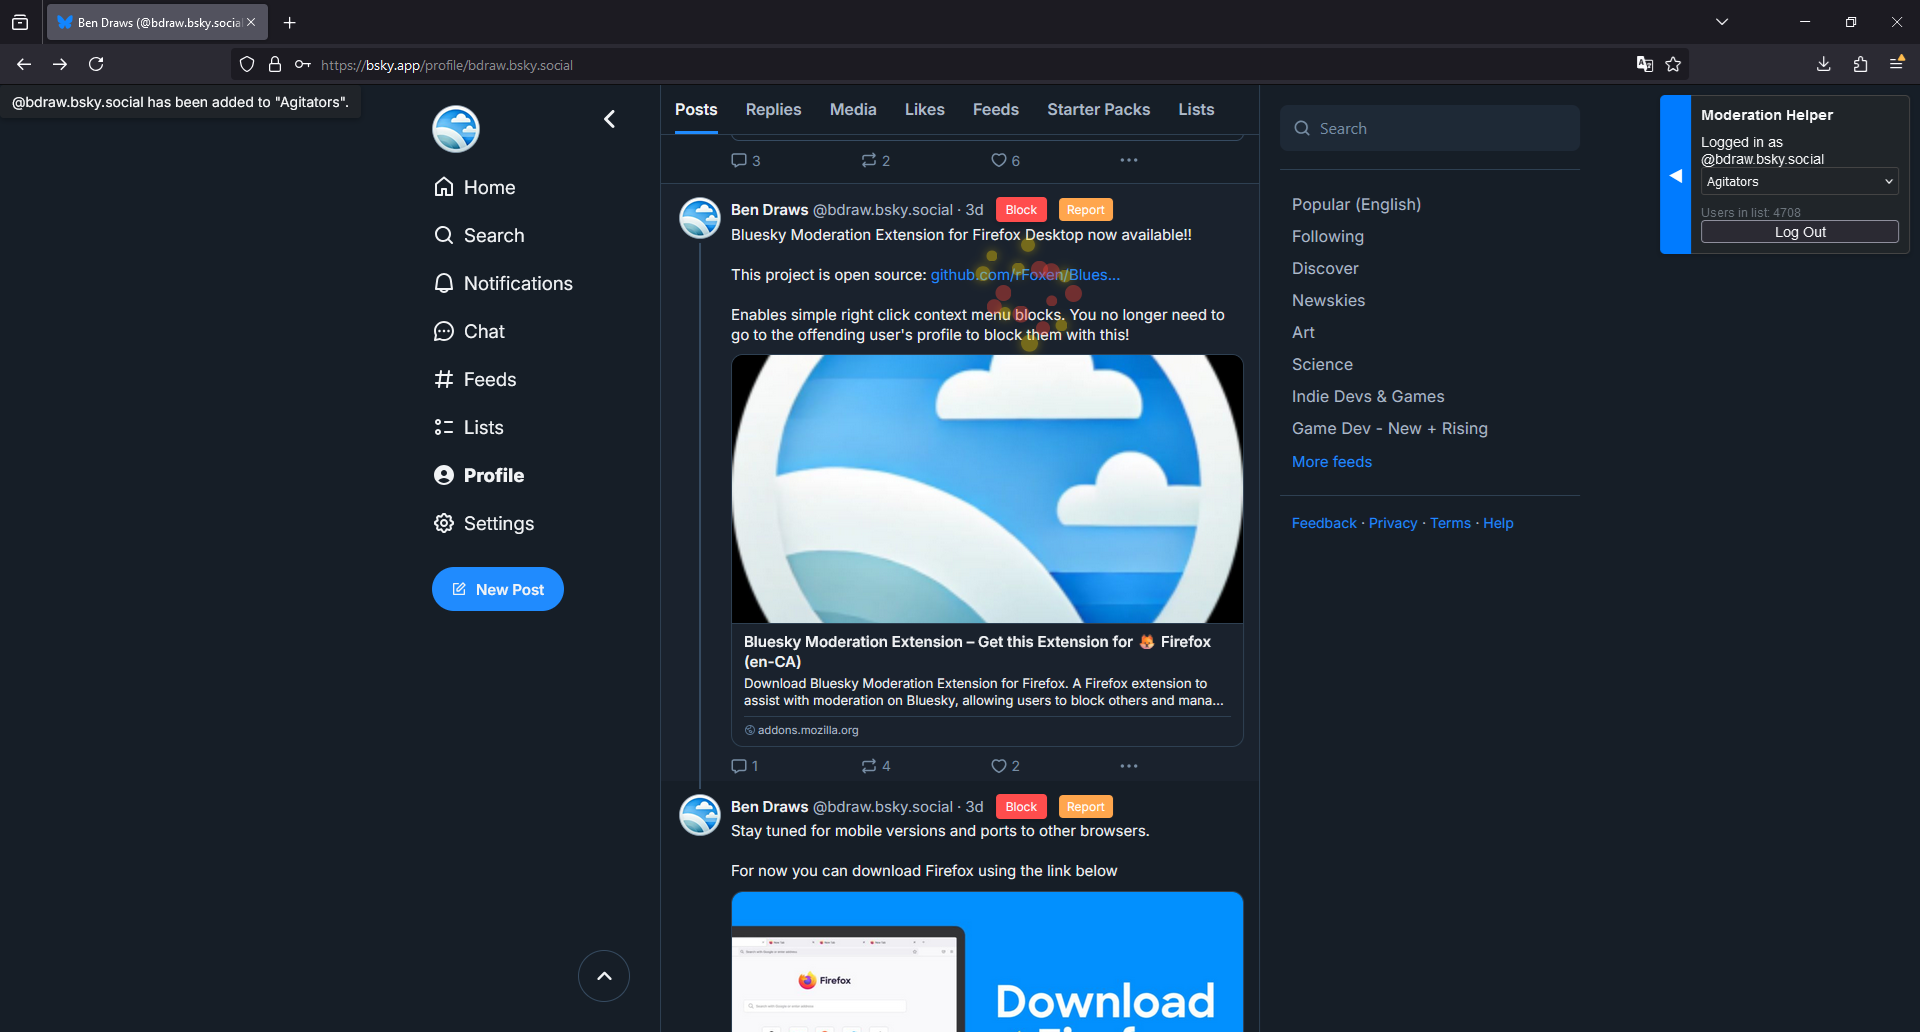 Ben Draws (@bdraw.bsky.socia
https://bsky.app/profile/bdraw.bsky.social
@bdraw.bsky.social has been added to "Agitators".
Home
Search
Notifications
Chat
Feeds
Lists
Profile
Settings
New Post
Posts Replies Media Likes Feeds Starter Packs Lists
3 2 6
Ben Draws @bdraw.bsky.social · 3d Block Report
Bluesky Moderation Extension for Firefox Desktop now available!!
This project is open source: github.com/rFoxen/Blues...
Enables simple right click context menu blocks. You no longer need to
go to the offending user's profile to block them with this!
Bluesky Moderation Extension – Get this Extension for 🦊 Firefox
(en-CA)
Download Bluesky Moderation Extension for Firefox. A Firefox extension to
assist with moderation on Bluesky, allowing users to block others and mana...
addons.mozilla.org
1 4 2
Ben Draws @bdraw.bsky.social · 3d Block Report
Stay tuned for mobile versions and ports to other browsers.
For now you can download Firefox using the link below
Firefox
Download
Search
Popular (English)
Following
Discover
Newskies
Art
Science
Indie Devs & Games
Game Dev - New + Rising
More feeds
Feedback · Privacy · Terms · Help
Moderation Helper
Logged in as
@bdraw.bsky.social
Agitators
Users in list: 4708
Log Out